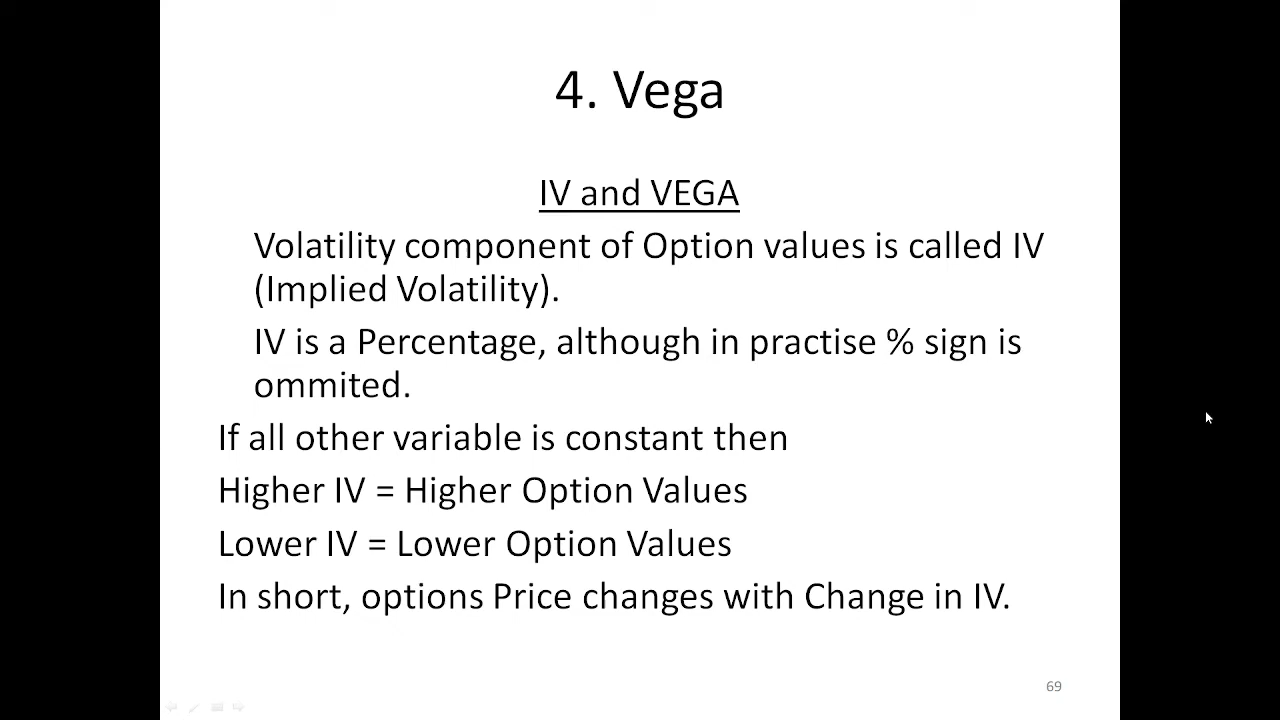 4. Vega
IV and VEGA
Volatility component of Option values is called IV
(Implied Volatility).
IV is a Percentage, although in practise % sign is
ommited.
If all other variable is constant then
Higher IV = Higher Option Values
Lower IV = Lower Option Values
In short, options Price changes with Change in IV.
69